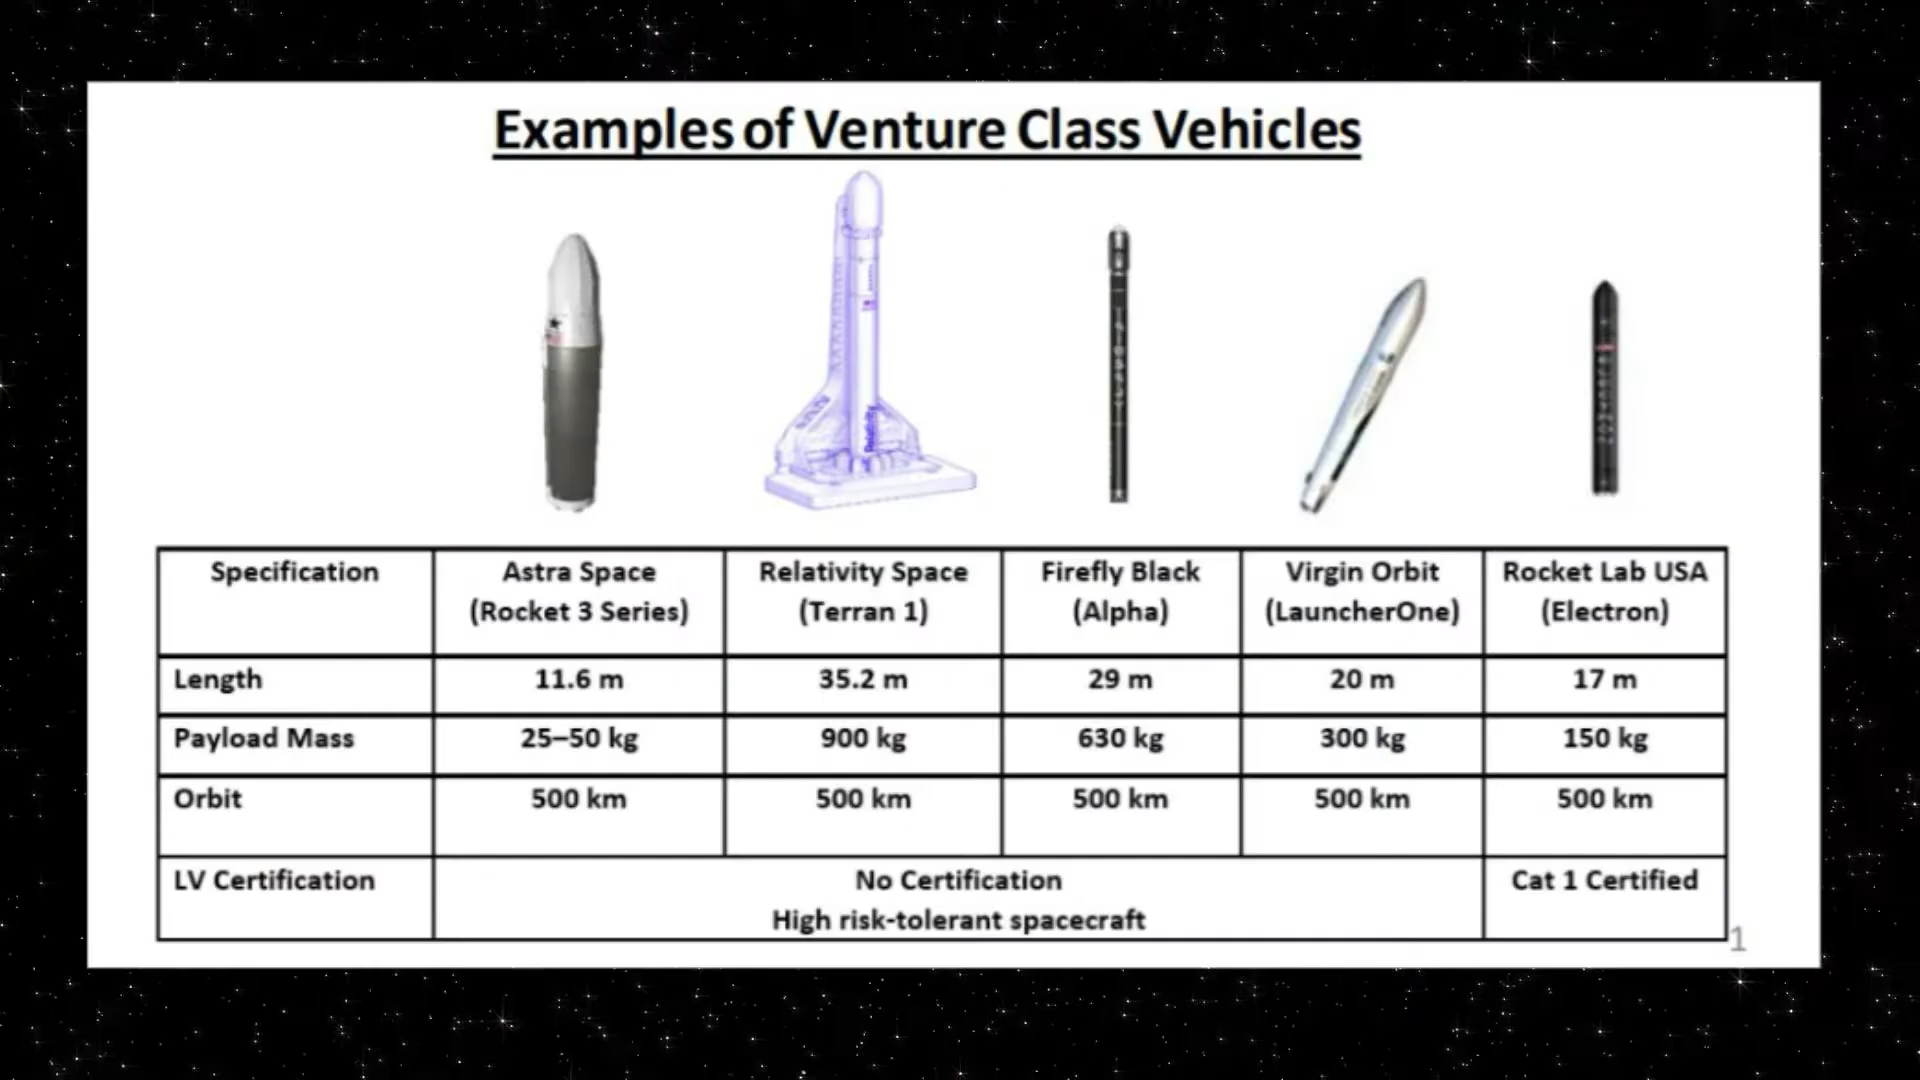 Examples of Venture Class Vehicles
Relativity
Specification
Astra Space
(Rocket 3 Series)
Relativity Space
(Terran 1)
Firefly Black
(Alpha)
Virgin Orbit
(LauncherOne)
Rocket Lab USA
(Electron)
Length
11.6 m
35.2 m
29 m
20 m
17 m
Payload Mass
25–50 kg
900 kg
630 kg
300 kg
150 kg
Orbit
500 km
500 km
500 km
500 km
500 km
LV Certification
No Certification
High risk-tolerant spacecraft
Cat 1 Certified
1